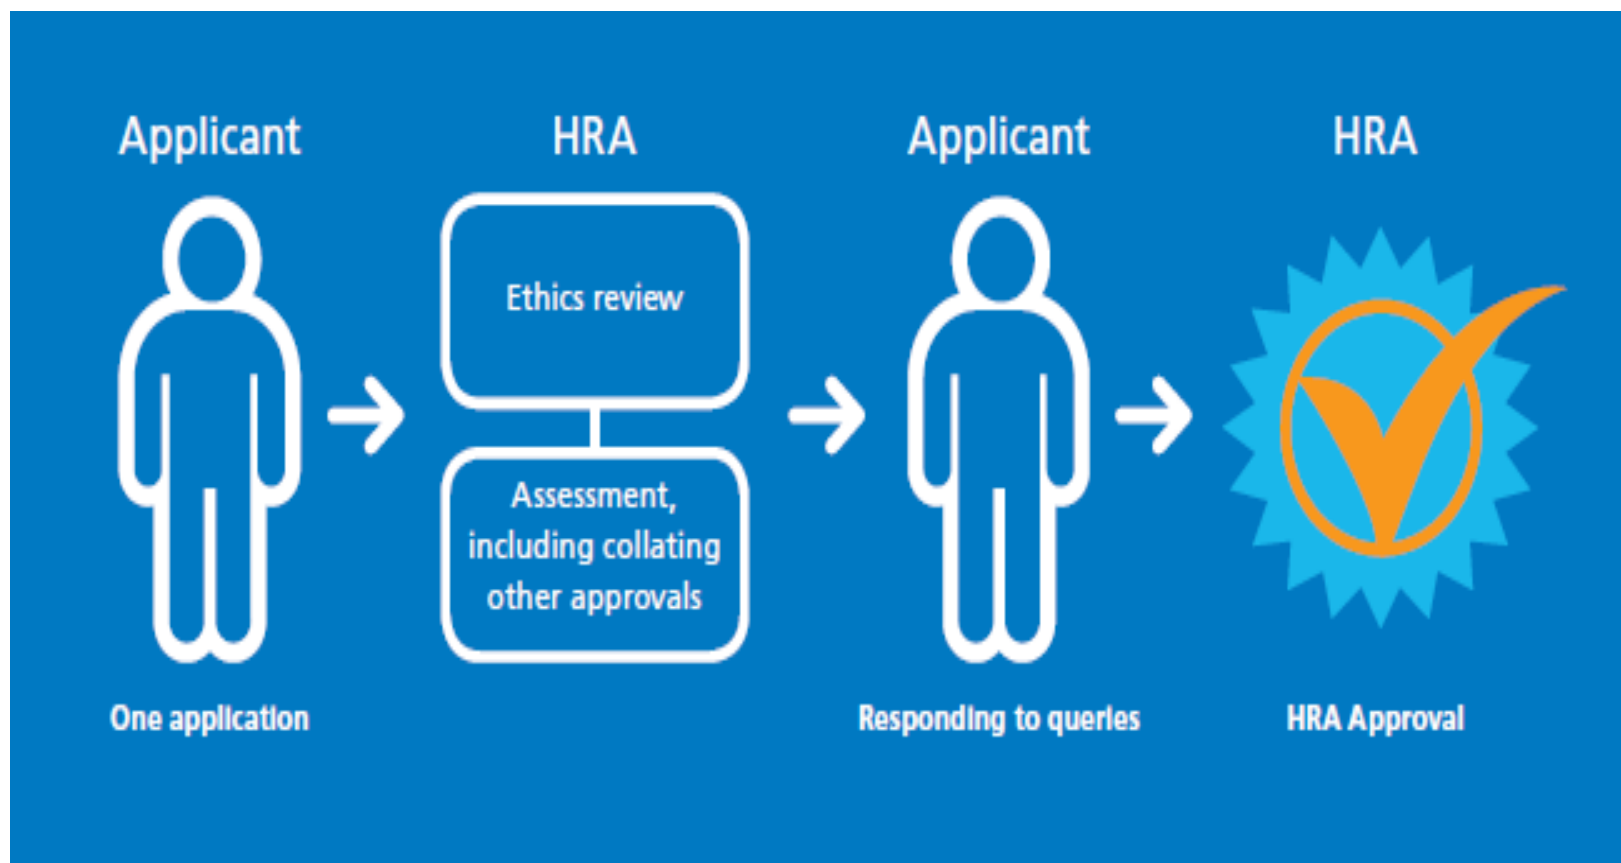 Applicant
HRA
Applicant
HRA
Ethics review
Assessment,
including collating
other approvals
One application
Responding to queries
HRA Approval